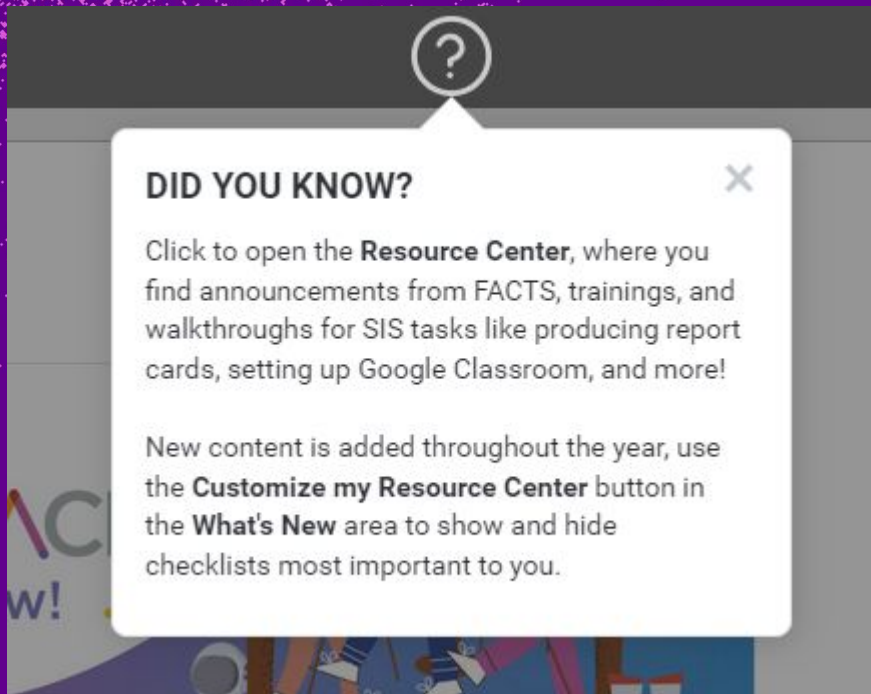 ?
DID YOU KNOW?
Click to open the Resource Center, where you
find announcements from FACTS, trainings, and
walkthroughs for SIS tasks like producing report
cards, setting up Google Classroom, and more!
New content is added throughout the year, use
the Customize my Resource Center button in
the What's New area to show and hide
checklists most important to you.
w!